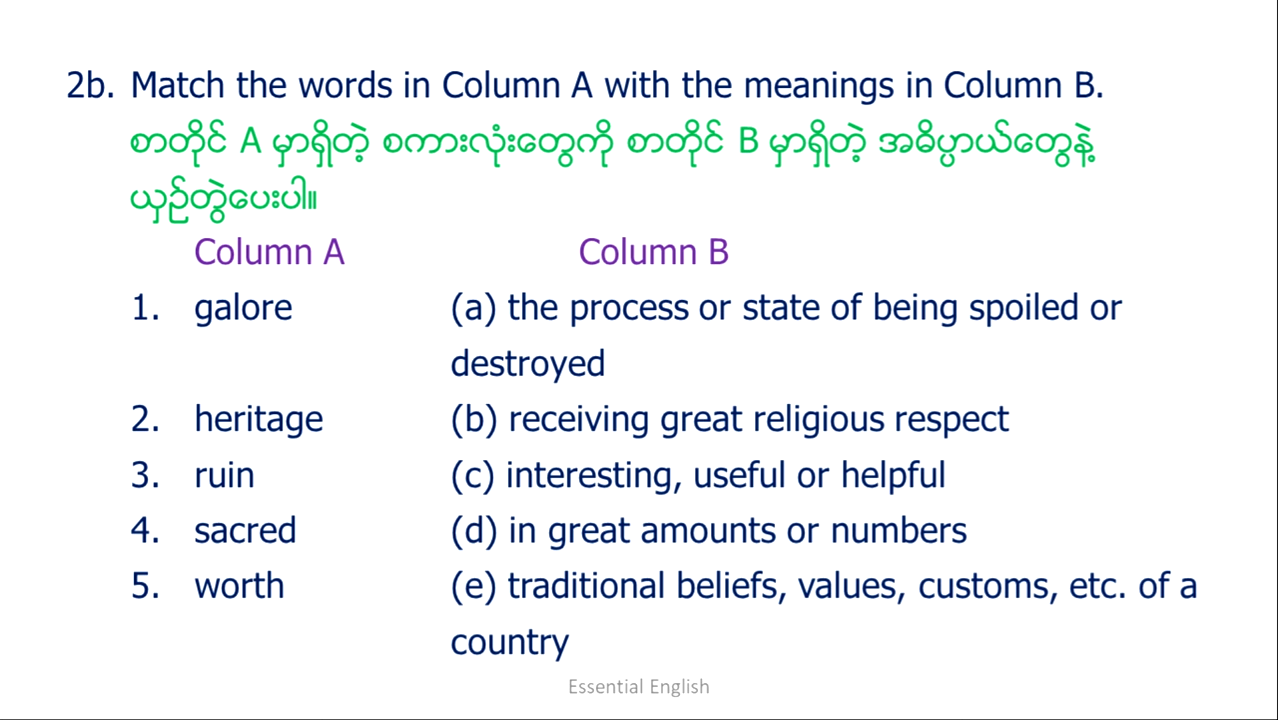 2b. Match the words in Column A with the meanings in Column B.
စာတိုင် A မှာရှိတဲ့ စကားလုံးတွေကို စာတိုင် B မှာရှိတဲ့ အဓိပ္ပာယ်တွေနဲ့
ယှဉ်တွဲပေးပါ။
Column A Column B
1. galore (a) the process or state of being spoiled or
destroyed
2. heritage (b) receiving great religious respect
3. ruin (c) interesting, useful or helpful
4. sacred (d) in great amounts or numbers
5. worth (e) traditional beliefs, values, customs, etc. of a
country
Essential English